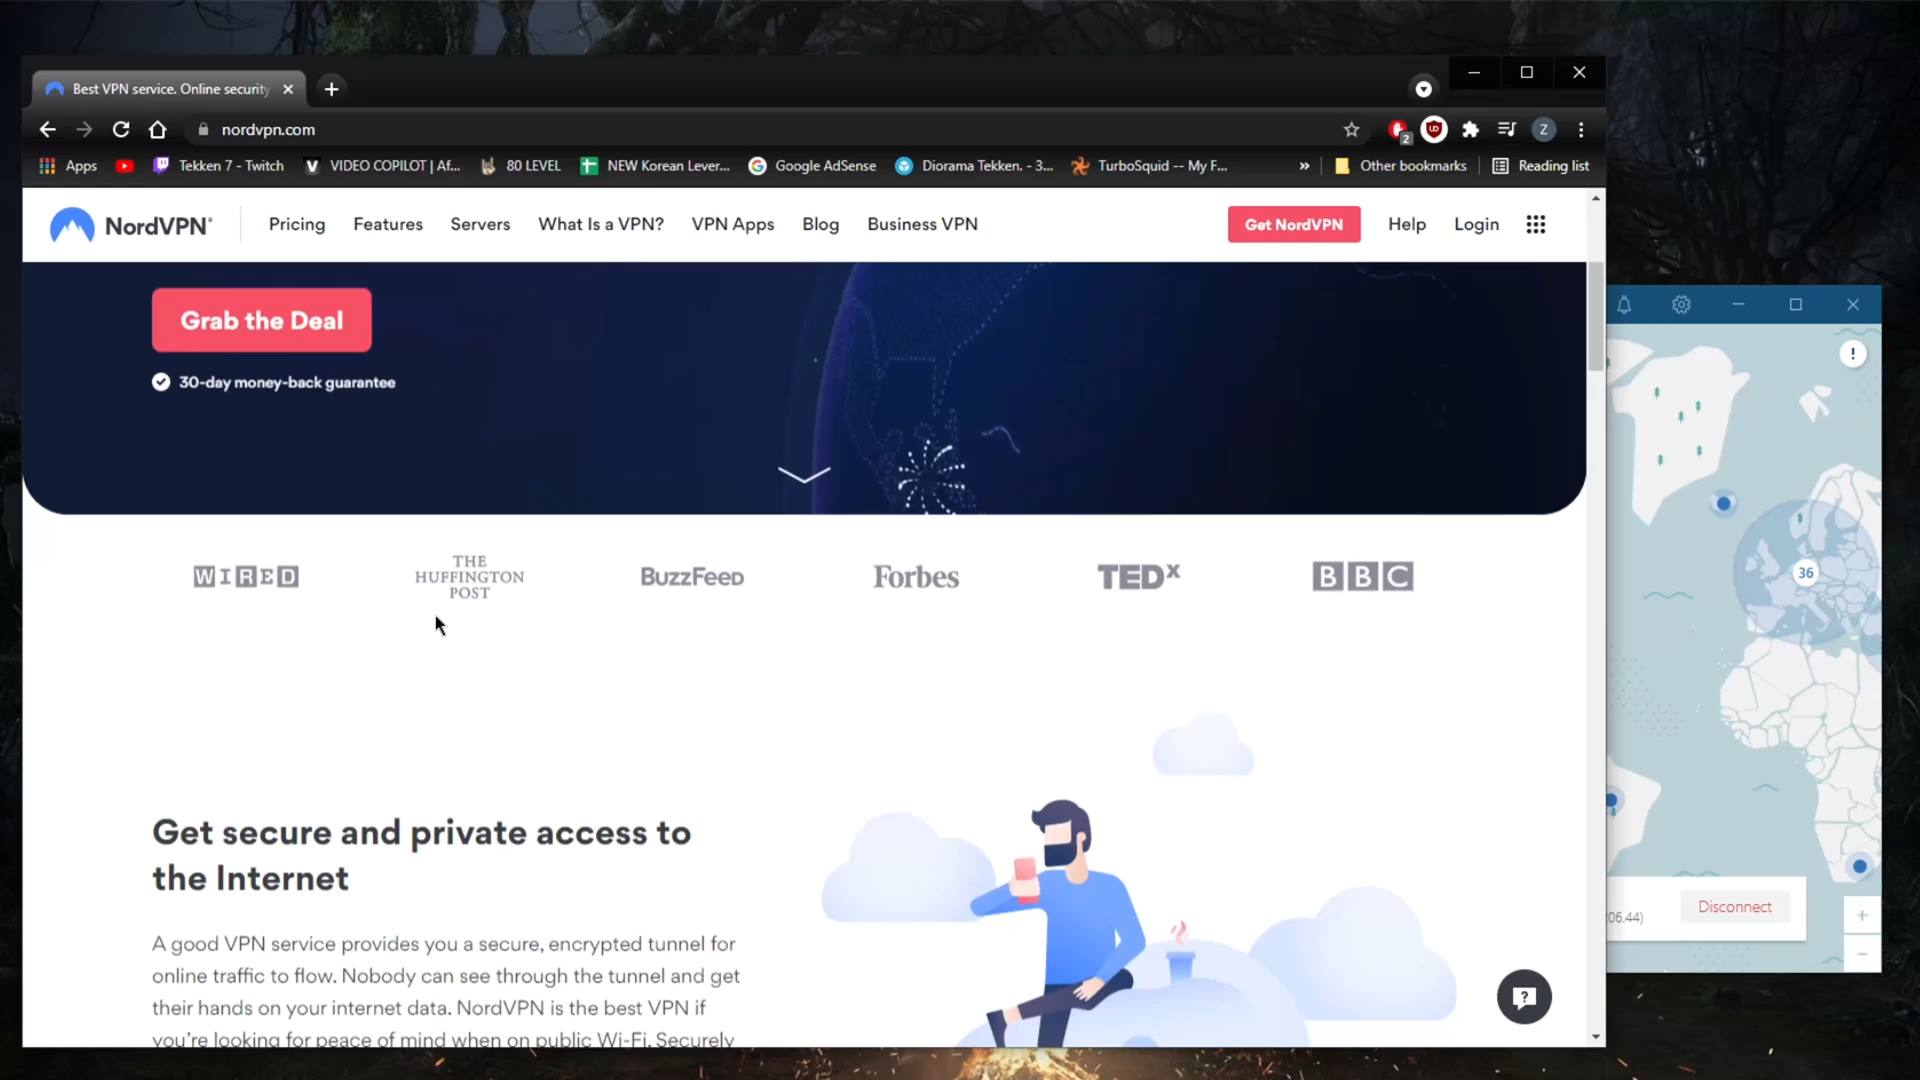 Best VPN service. Online security
nordvpn.com
2
UD
Z
Apps
Tekken 7 - Twitch
VIDEO COPILOT | Af...
80 LEVEL
NEW Korean Lever...
Google AdSense
Diorama Tekken. - 3...
TurboSquid -- My F...
»
Other bookmarks
Reading list
NordVPN®
Pricing
Features
Servers
What Is a VPN?
VPN Apps
Blog
Business VPN
Get NordVPN
Help
Login
Grab the Deal
30-day money-back guarantee
WIRED
THE
HUFFINGTON
POST
BuzzFeeD
Forbes
TEDx
BBC
!
36
Get secure and private access to
the Internet
A good VPN service provides you a secure, encrypted tunnel for
online traffic to flow. Nobody can see through the tunnel and get
their hands on your internet data. NordVPN is the best VPN if
you're looking for peace of mind when on public Wi-Fi. Securely
06.44)
Disconnect